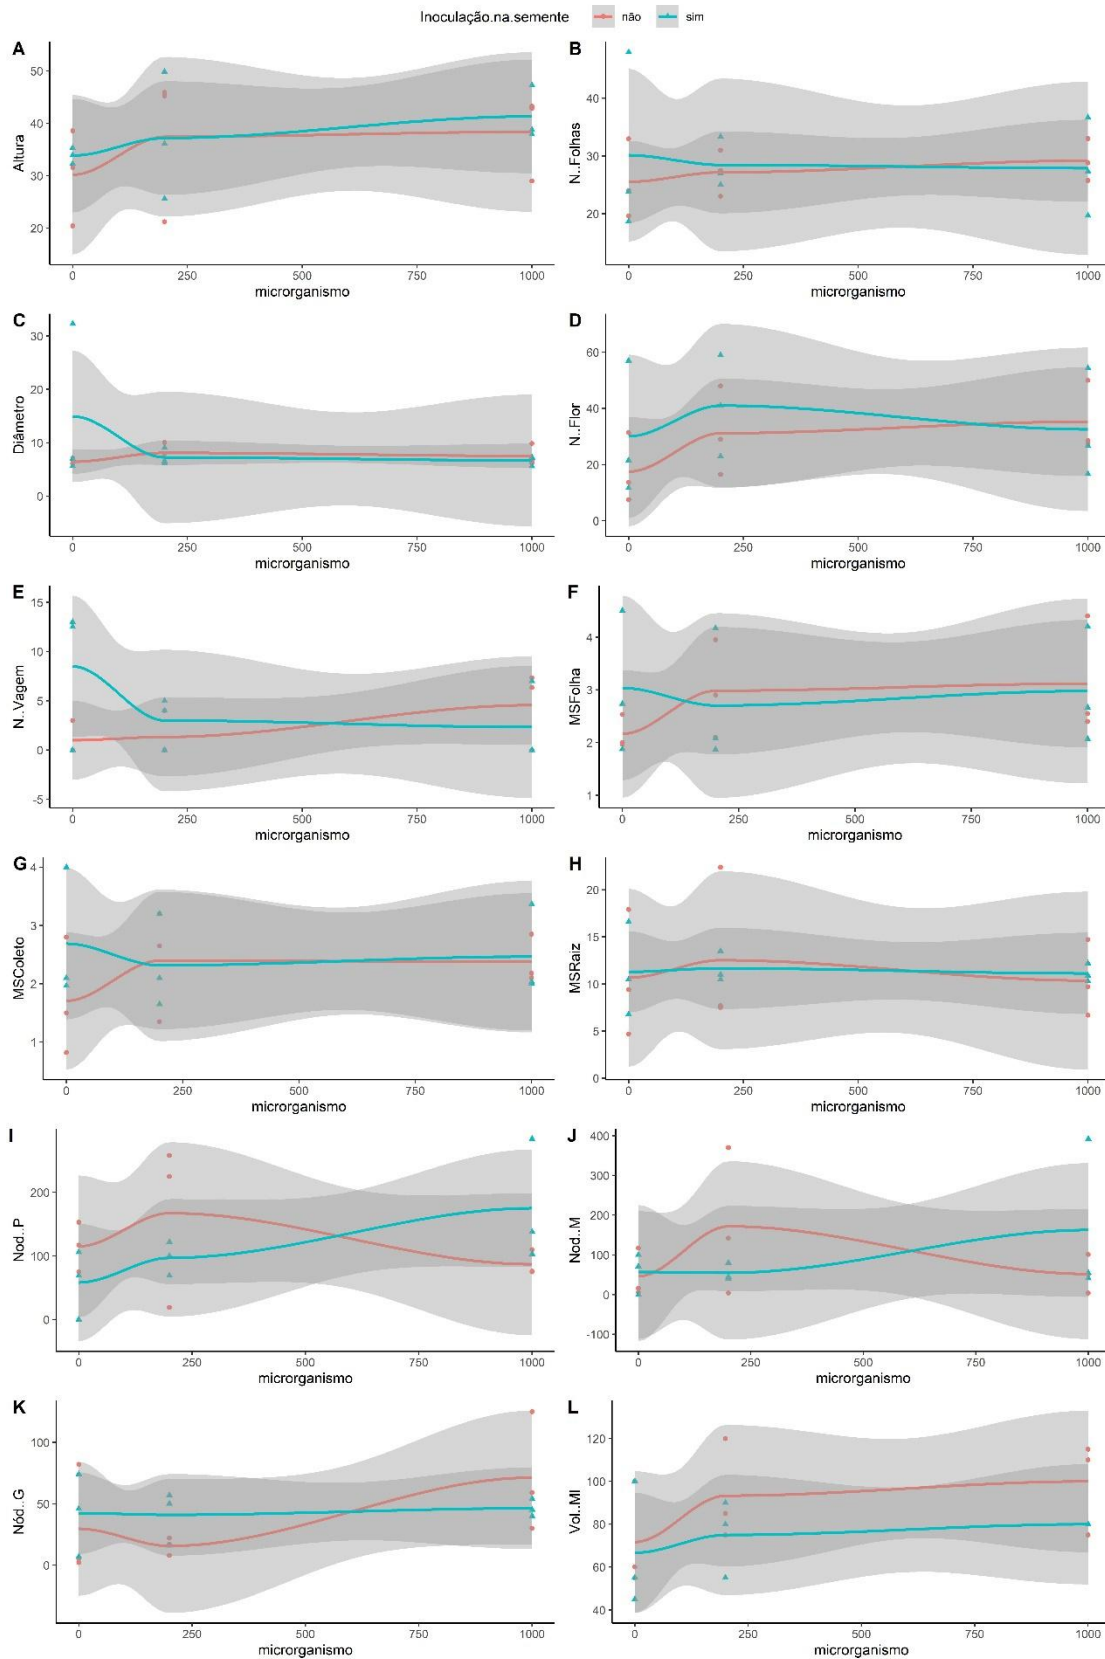 Inoculação.na.semente não sim
A
B
Altura
50
40
30
20
0 250 500 750 1000
microrganismo
N..Folhas
40
30
20
0 250 500 750 1000
microrganismo
C
D
Diâmetro
30
20
10
0
0 250 500 750 1000
microrganismo
N..Flor
60
40
20
0
0 250 500 750 1000
microrganismo
E
F
N..Vagem
15
10
5
0
-5
0 250 500 750 1000
microrganismo
MSFolha
4
3
2
1
0 250 500 750 1000
microrganismo
G
H
MSColeto
4
3
2
1
0 250 500 750 1000
microrganismo
MSRaiz
20
15
10
5
0
0 250 500 750 1000
microrganismo
I
J
Nod..P
200
100
0
0 250 500 750 1000
microrganismo
Nod..M
400
300
200
100
0
-100
0 250 500 750 1000
microrganismo
K
L
Nód..G
100
50
0
0 250 500 750 1000
microrganismo
Vol..Ml
120
100
80
60
40
0 250 500 750 1000
microrganismo